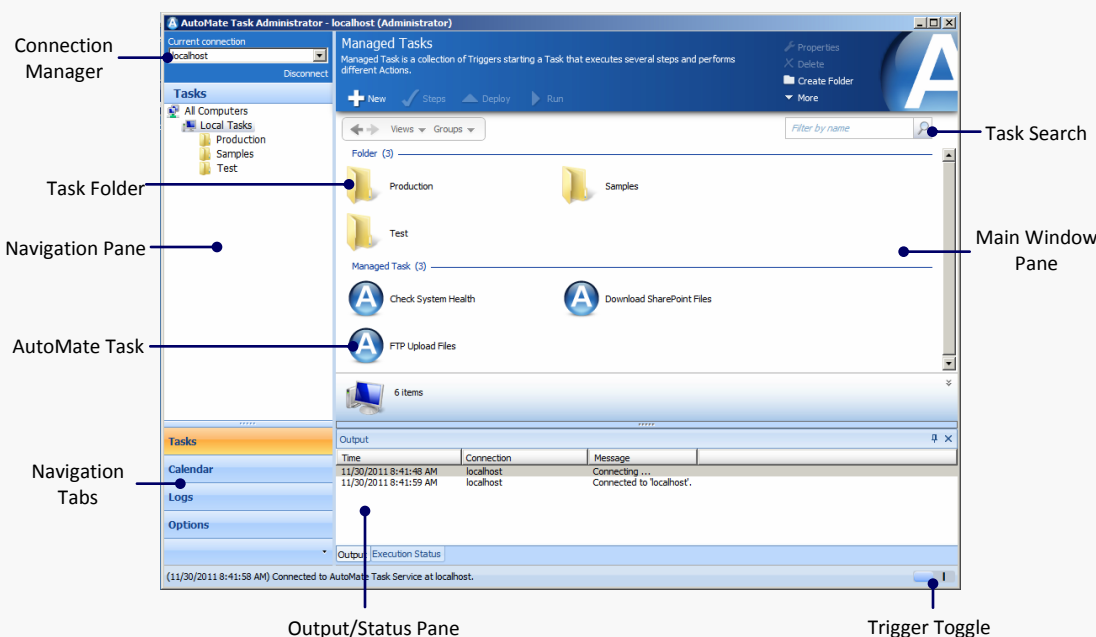 AutoMate Task Administrator - localhost (Administrator)
Current connection
localhost
Disconnect
Connection
Manager
Tasks
All Computers
Local Tasks
Production
Samples
Test
Managed Tasks
Managed Task is a collection of Triggers starting a Task that executes several steps and performs
different Actions.
New Steps Deploy Run
Properties
Delete
Create Folder
More
Views Groups
Filter by name
Task Search
Folder (3)
Task Folder
Production
Samples
Test
Navigation Pane
Main Window
Pane
Managed Task (3)
Check System Health
Download SharePoint Files
AutoMate Task
FTP Upload Files
6 items
Tasks
Calendar
Logs
Options
Navigation
Tabs
Output
Time Connection Message
11/30/2011 8:41:48 AM localhost Connecting ...
11/30/2011 8:41:59 AM localhost Connected to 'localhost'.
Output Execution Status
(11/30/2011 8:41:58 AM) Connected to AutoMate Task Service at localhost.
Output/Status Pane
Trigger Toggle